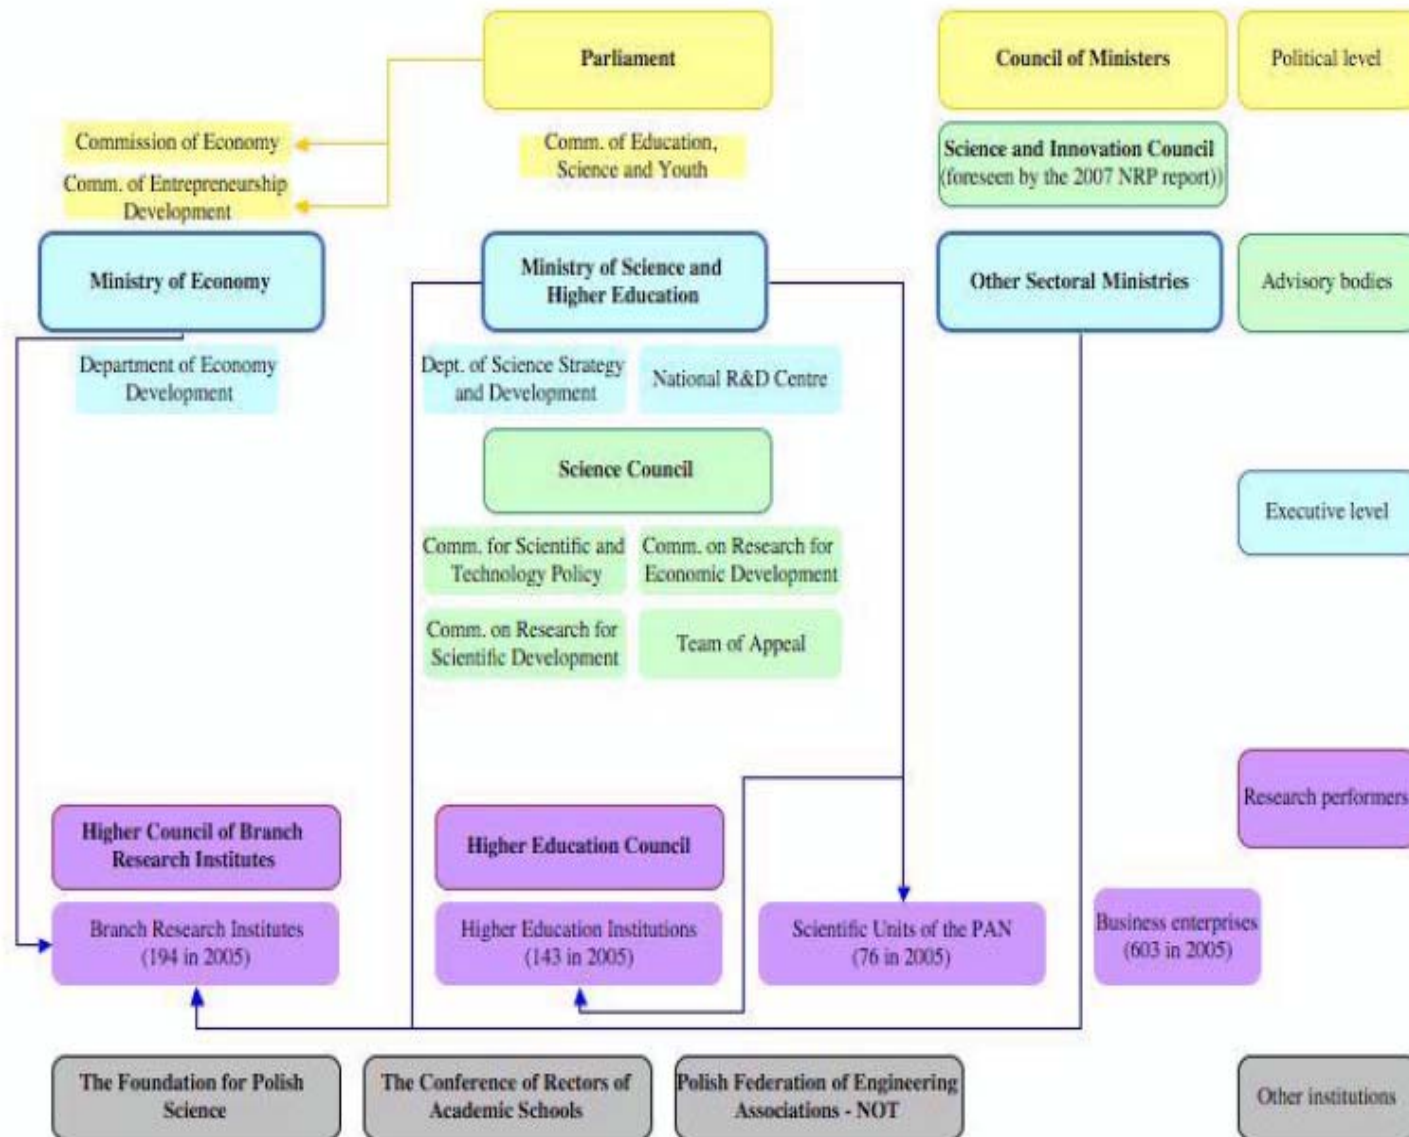 Parliament
Council of Ministers
Political level
Commission of Economy
Comm. of Entrepreneurship
Development
Comm. of Education,
Science and Youth
Science and Innovation Council
(foreseen by the 2007 NRP report))
Ministry of Economy
Ministry of Science and
Higher Education
Other Sectoral Ministries
Advisory bodies
Department of Economy
Development
Dept. of Science Strategy
and Development
National R&D Centre
Science Council
Executive level
Comm. for Scientific and
Technology Policy
Comm. on Research for
Economic Development
Comm. on Research for
Scientific Development
Team of Appeal
Research performers
Higher Council of Branch
Research Institutes
Higher Education Council
Branch Research Institutes
(194 in 2005)
Higher Education Institutions
(143 in 2005)
Scientific Units of the PAN
(76 in 2005)
Business enterprises
(603 in 2005)
The Foundation for Polish
Science
The Conference of Rectors of
Academic Schools
Polish Federation of Engineering
Associations - NOT
Other institutions